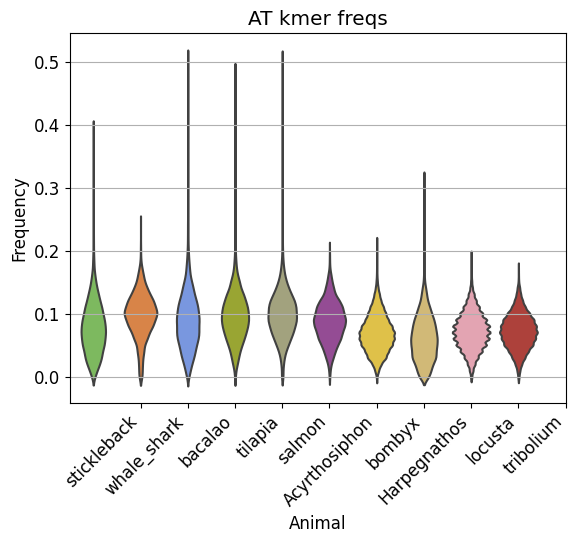 AT kmer freqs
Frequency
0.5
0.4
0.3
0.2
0.1
0.0
stickleback
whale_shark
bacalao
tilapia
salmon
Acyrthosiphon
bombyx
Harpegnathos
locusta
tribolium
Animal